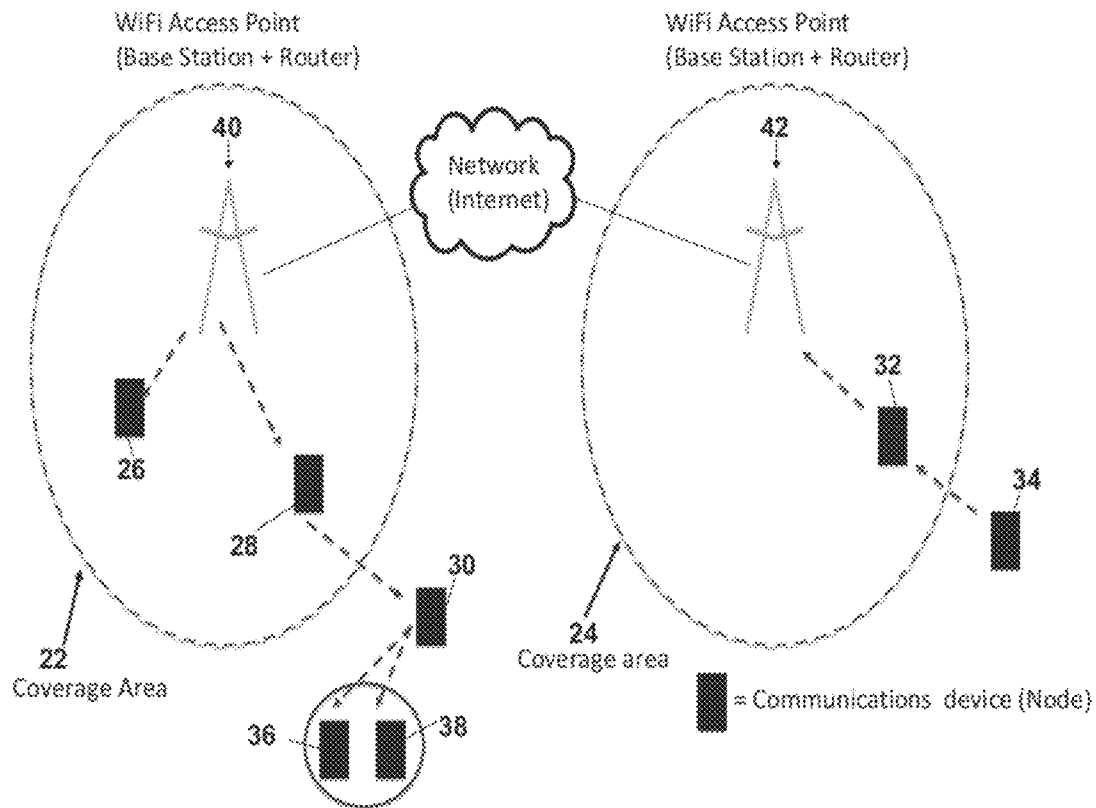 WiFi Access Point
(Base Station + Router)
WiFi Access Point
(Base Station + Router)
40
42
Network
(Internet)
32
26
34
28
30
22
Coverage Area
24
Coverage area
= Communications device (Node)
36
38